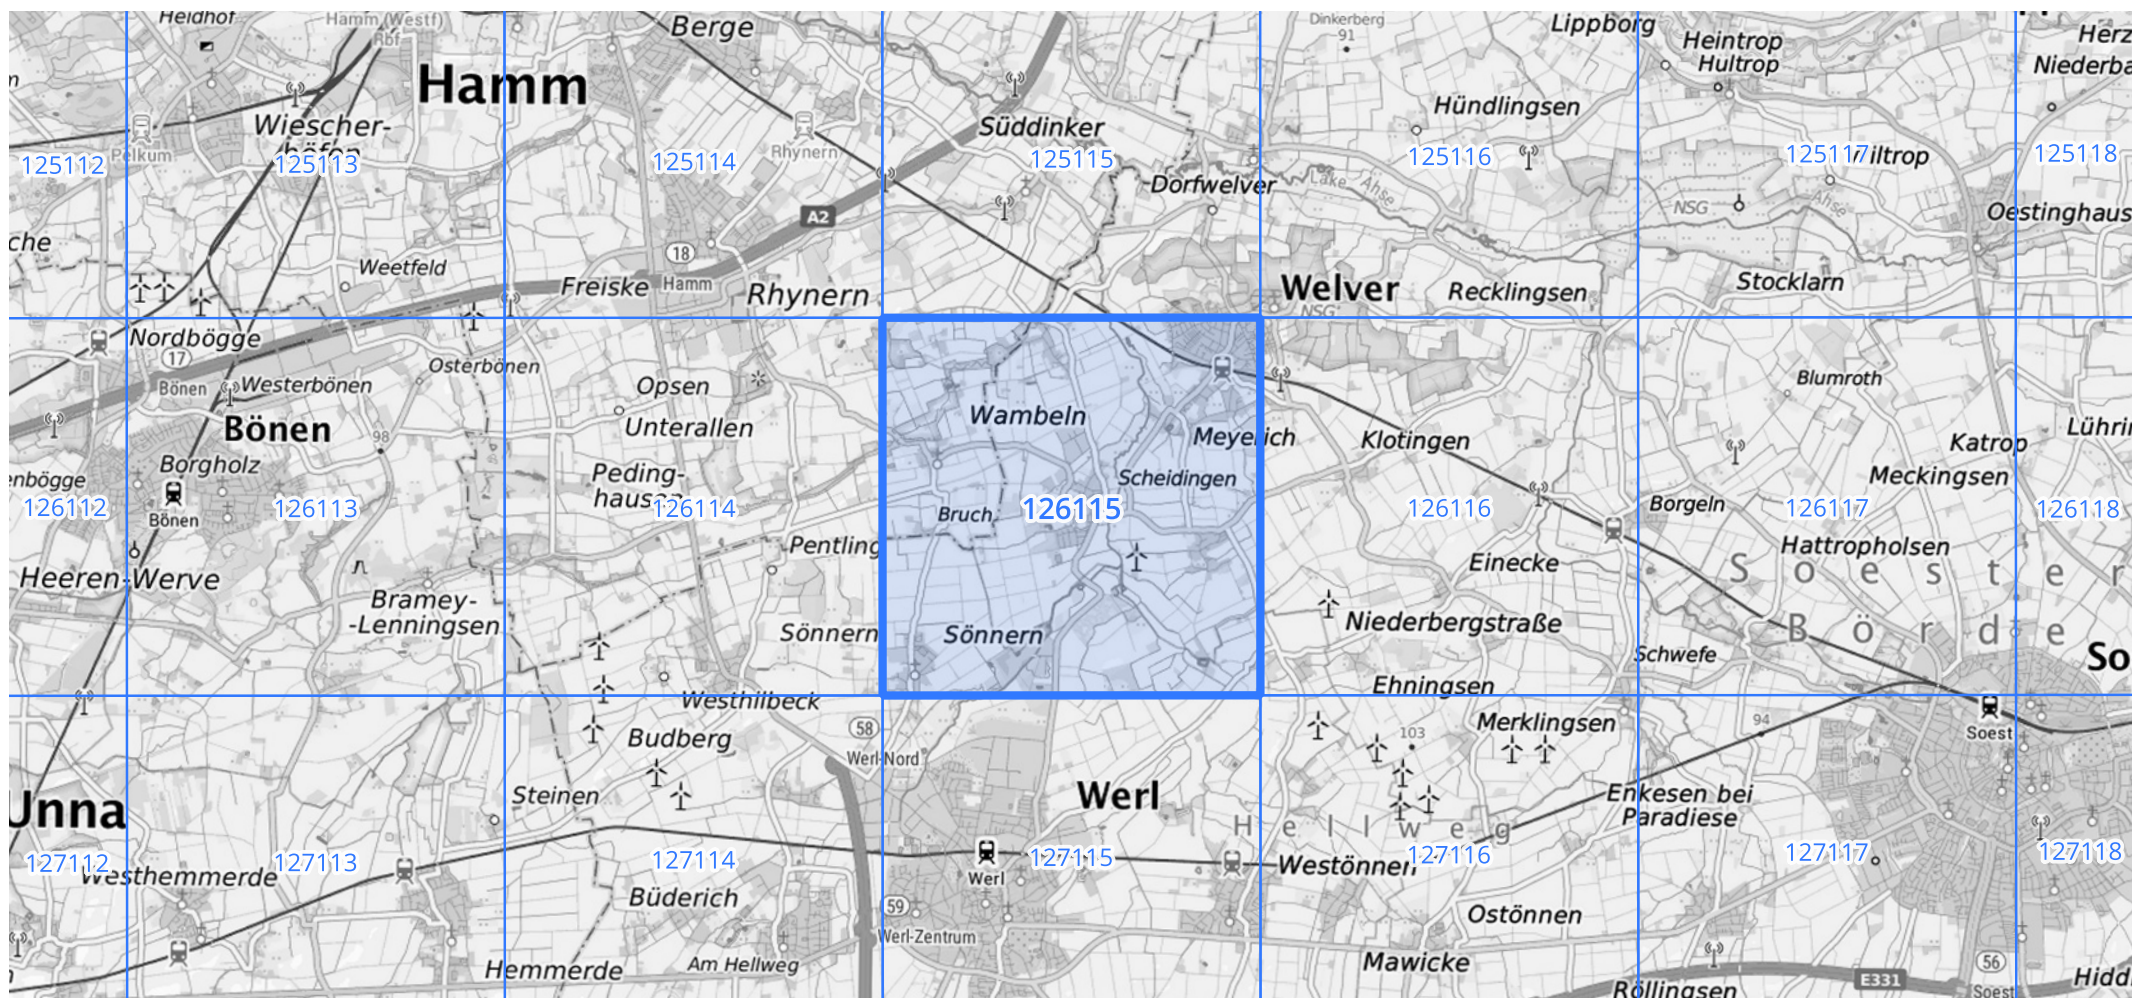 Heidhof
Hamm (Westf)
Rbf
Berge
Dinkerberg
91
Lippborg
Heintrop
Hultrop
Herz
Niederba
Hamm
Hündlingsen
Pelkum
Wiescher-
höfen
Rhynern
Süddinker
125112
125113
125114
125115
125116
125117
iltrop
125118
m
Dorfwelver
Lake
Ahse
NSG
Ahse
Oestinghaus
A2
che
18
Weetfeld
Freiske
Hamm
Rhynern
Welver
NSG
Recklingsen
Stocklarn
Nordbögge
17
Bönen
Westerbönen
Osterbönen
Opsen
Unterallen
Wambeln
Meyerich
Klotingen
Blumroth
Katrop
Lührin
Bönen
98
Borgholz
enbögge
Peding-
hausen
Scheidingen
Meckingsen
126112
126113
126114
Bruch
126115
126116
Borgeln
126117
126118
Bönen
Pentling
Einecke
Hattropholsen
Soester
Heeren-Werve
Bramey-
-Lenningsen
Sönnern
Sönnern
Niederbergstraße
Börde
Schwefe
So
Westhilbeck
Ehningsen
Budberg
58
Werl-Nord
Merklingsen
103
94
Soest
Unna
Steinen
Werl
Hellweg
Enkesen bei
Paradiese
127112
127113
127114
127115
127116
127117
127118
Westhemmerde
Werl
Westönnen
Büderich
59
Werl-Zentrum
Ostönnen
Hemmerde
Am Hellweg
Mawicke
56
E331
Soest
Röllingsen
Hidd